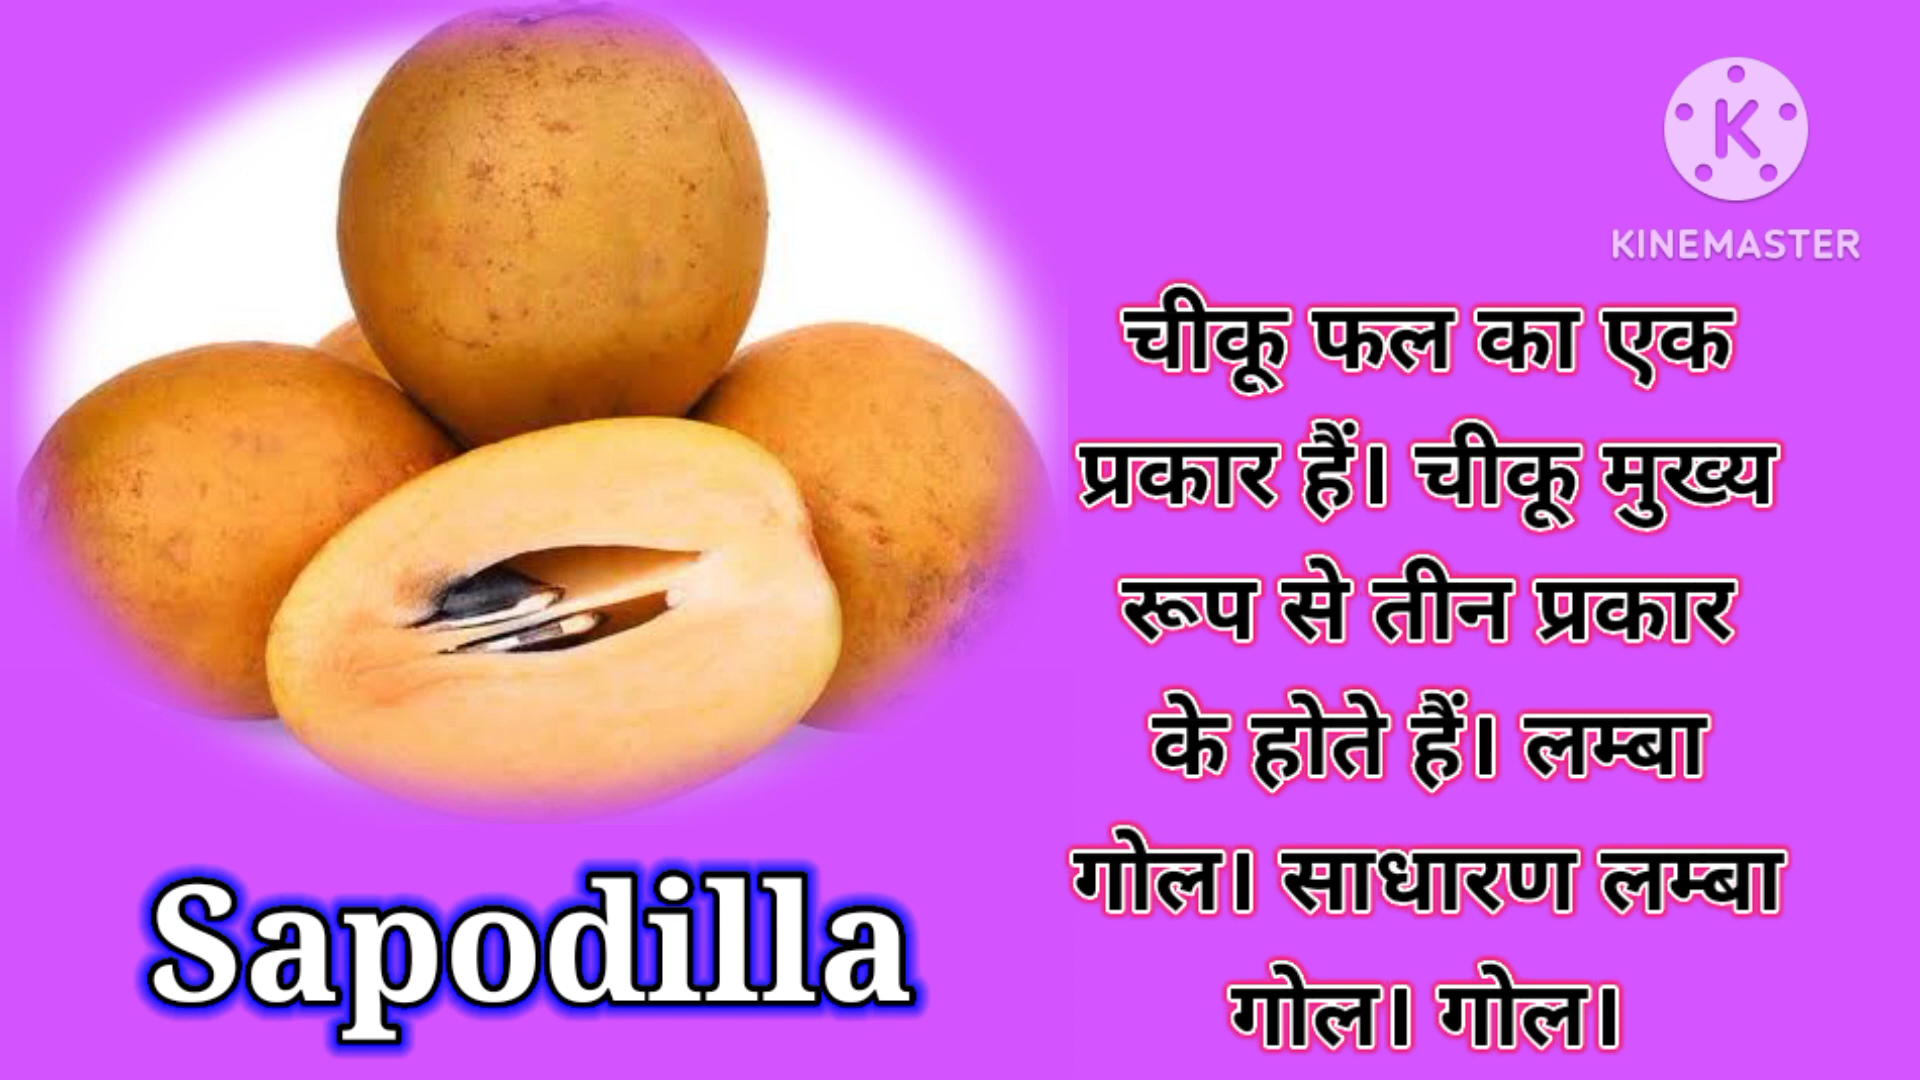 KINEMASTER
चीकू फल का एक
प्रकार हैं। चीकू मुख्य
रूप से तीन प्रकार
के होते हैं। लम्बा
गोल। साधारण लम्बा
गोल। गोल।
Sapodilla